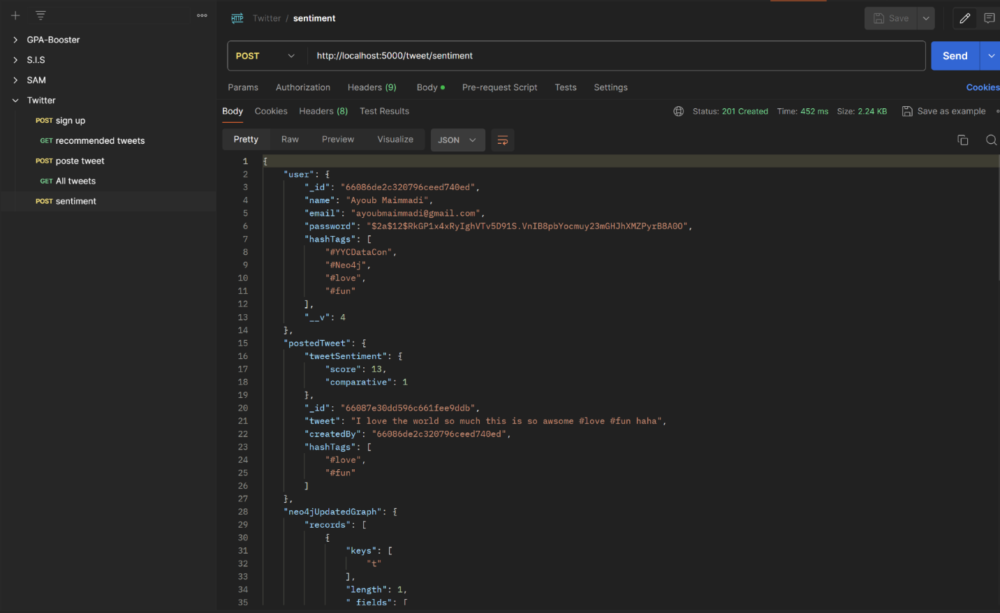 Twitter / sentiment
Save
GPA-Booster
S.I.S
SAM
Twitter
POST sign up
GET recommended tweets
POST poste tweet
GET All tweets
POST sentiment
HTTP
POST http://localhost:5000/tweet/sentiment Send
Params Authorization Headers (9) Body Pre-request Script Tests Settings Cookies
Body Cookies Headers (8) Test Results Status: 201 Created Time: 452 ms Size: 2.24 KB Save as example
Pretty Raw Preview Visualize JSON
1 {
2 "user": {
3 "_id": "66086de2c320796ceed740ed",
4 "name": "Ayoub Maimmadi",
5 "email": "ayoubmaimmadi@gmail.com",
6 "password": "$2a$12$RkGP1x4xRyIghVTv5D91S.VnIB8pbYocmuy23mGHJhXMZPyrB8A0O",
7 "hashTags": [
8 "#YYCDataCon",
9 "#Neo4j",
10 "#love",
11 "#fun"
12 ],
13 "__v": 4
14 },
15 "postedTweet": {
16 "tweetSentiment": {
17 "score": 13,
18 "comparative": 1
19 },
20 "_id": "66087e30dd596c661fee9ddb",
21 "tweet": "I love the world so much this is so awsome #love #fun haha",
22 "createdBy": "66086de2c320796ceed740ed",
23 "hashTags": [
24 "#love",
25 "#fun"
26 ]
27 },
28 "neo4jUpdatedGraph": {
29 "records": [
30 {
31 "keys": [
32 "t"
33 ],
34 "length": 1,
35 "_fields": [